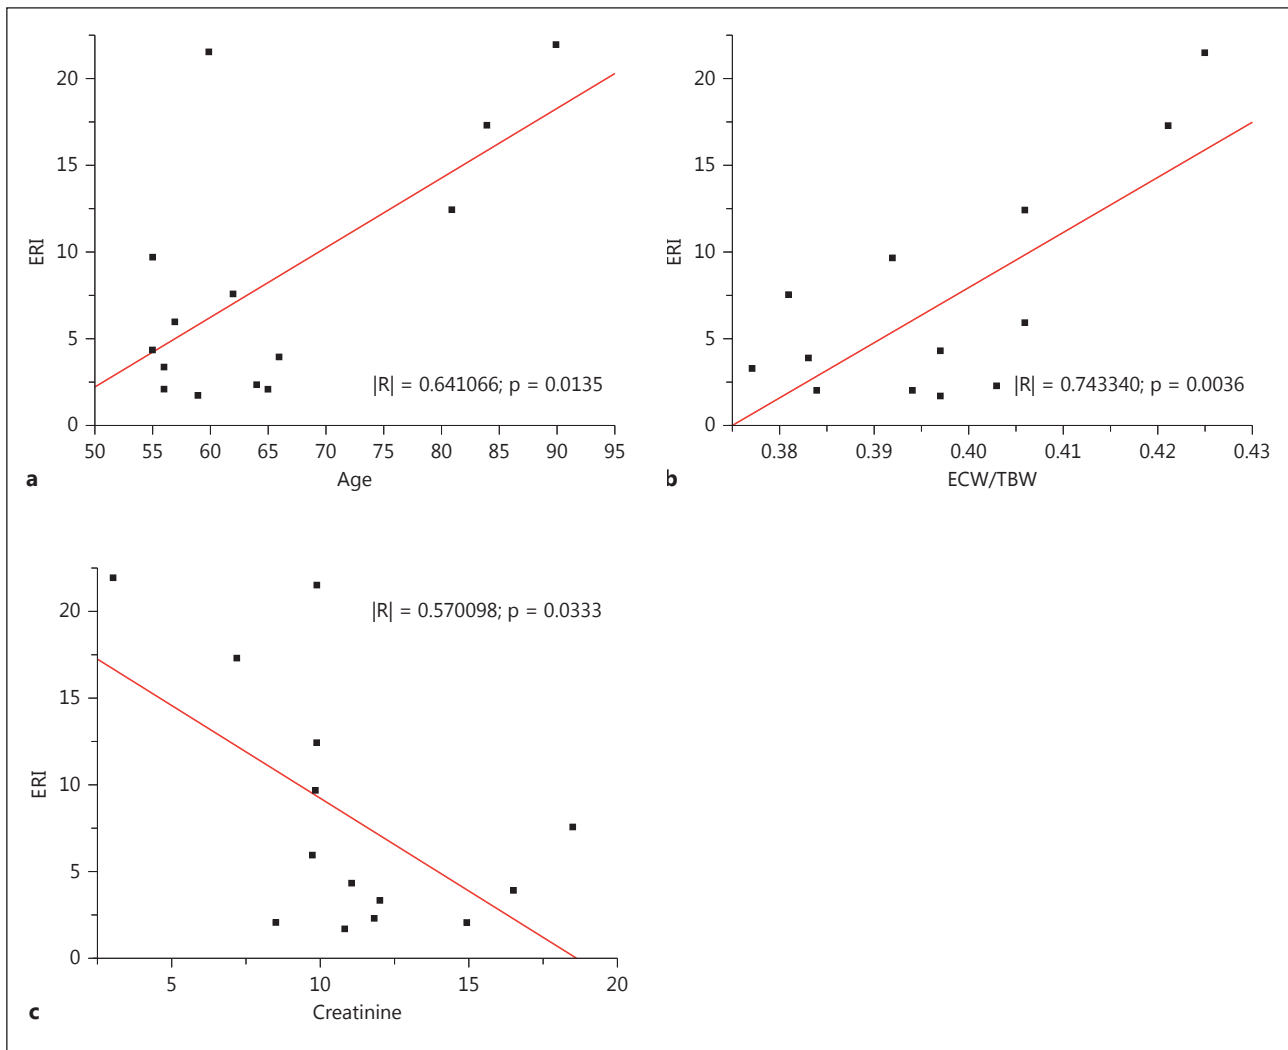 20
15
10
5
0
ERI
|R| = 0.641066; p = 0.0135
50 55 60 65 70 75 80 85 90 95
Age
a
20
15
10
5
0
ERI
|R| = 0.743340; p = 0.0036
0.38 0.39 0.40 0.41 0.42 0.43
ECW/TBW
b
|R| = 0.570098; p = 0.0333
20
15
10
5
0
ERI
5 10 15 20
Creatinine
c